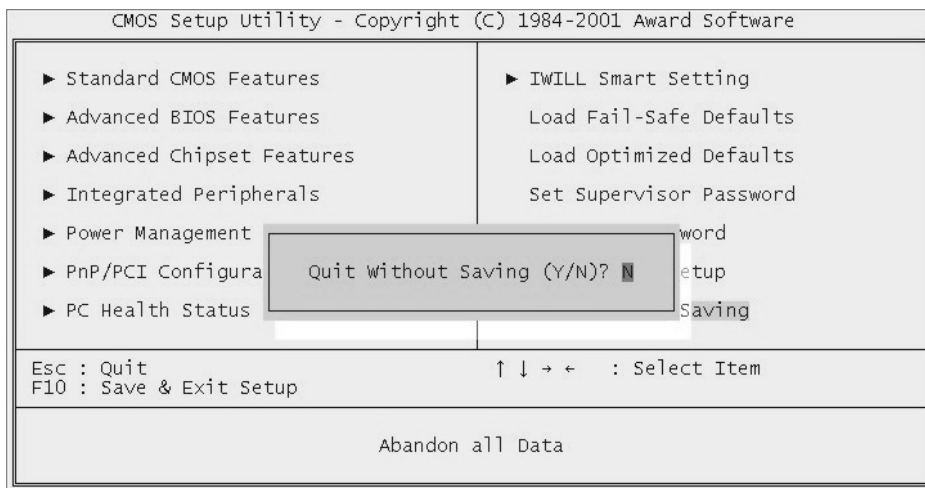 CMOS Setup Utility - Copyright (C) 1984-2001 Award Software
► Standard CMOS Features
► Advanced BIOS Features
► Advanced Chipset Features
► Integrated Peripherals
► Power Management
► PnP/PCI Configura
► PC Health Status
► IWILL Smart Setting
Load Fail-Safe Defaults
Load Optimized Defaults
Set Supervisor Password
word
etup
Saving
Quit Without Saving (Y/N)? N
Esc : Quit
F10 : Save & Exit Setup
↑ ↓ → ← : Select Item
Abandon all Data